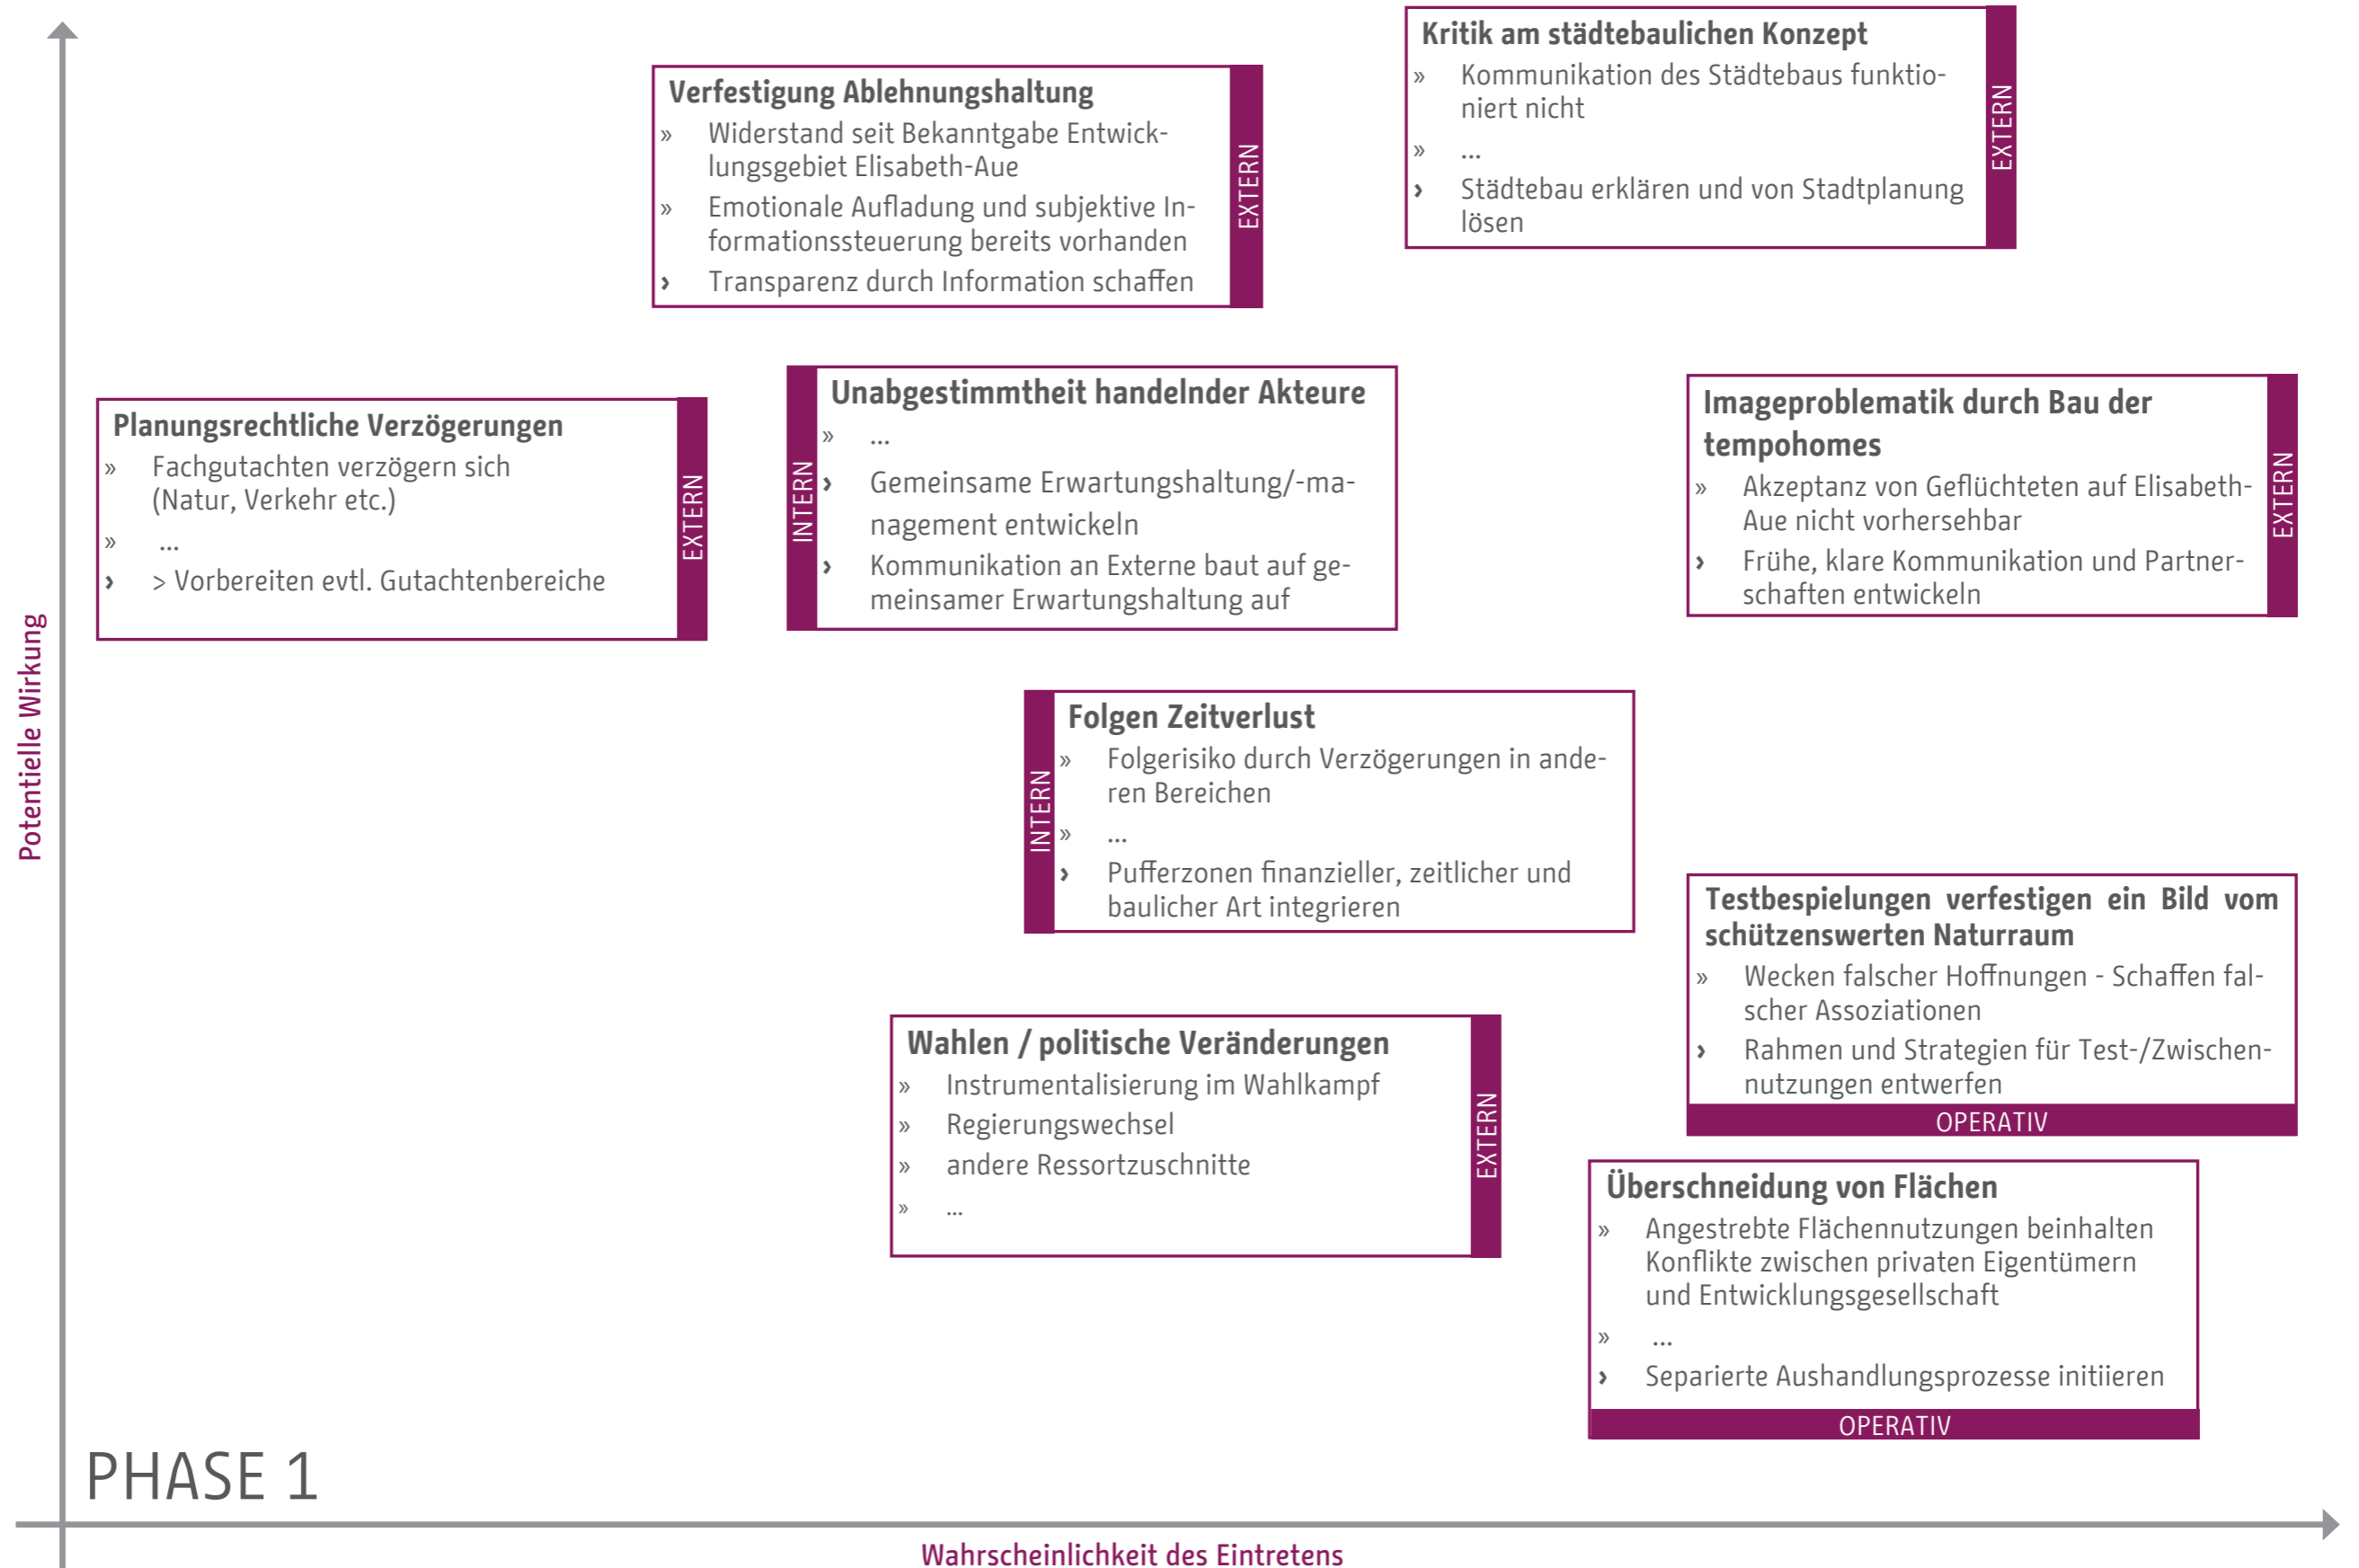 Kritik am städtebaulichen Konzept
» Kommunikation des Städtebaus funktio-
niert nicht
» ...
› Städtebau erklären und von Stadtplanung
lösen
EXTERN
Verfestigung Ablehnungshaltung
» Widerstand seit Bekanntgabe Entwick-
lungsgebiet Elisabeth-Aue
» Emotionale Aufladung und subjektive In-
formationssteuerung bereits vorhanden
› Transparenz durch Information schaffen
EXTERN
Planungsrechtliche Verzögerungen
» Fachgutachten verzögern sich
(Natur, Verkehr etc.)
» ...
› > Vorbereiten evtl. Gutachtenbereiche
EXTERN
INTERN
Unabgestimmtheit handelnder Akteure
» ...
› Gemeinsame Erwartungshaltung/-ma-
nagement entwickeln
› Kommunikation an Externe baut auf ge-
meinsamer Erwartungshaltung auf
Imageproblematik durch Bau der
tempohomes
» Akzeptanz von Geflüchteten auf Elisabeth-
Aue nicht vorhersehbar
› Frühe, klare Kommunikation und Partner-
schaften entwickeln
EXTERN
INTERN
Folgen Zeitverlust
» Folgerisiko durch Verzögerungen in ande-
ren Bereichen
» ...
› Pufferzonen finanzieller, zeitlicher und
baulicher Art integrieren
Testbespielungen verfestigen ein Bild vom
schützenswerten Naturraum
» Wecken falscher Hoffnungen - Schaffen fal-
scher Assoziationen
› Rahmen und Strategien für Test-/Zwischen-
nutzungen entwerfen
OPERATIV
Wahlen / politische Veränderungen
» Instrumentalisierung im Wahlkampf
» Regierungswechsel
» andere Ressortzuschnitte
» ...
EXTERN
Überschneidung von Flächen
» Angestrebte Flächennutzungen beinhalten
Konflikte zwischen privaten Eigentümern
und Entwicklungsgesellschaft
» ...
› Separierte Aushandlungsprozesse initiieren
OPERATIV
Potentielle Wirkung
PHASE 1
Wahrscheinlichkeit des Eintretens